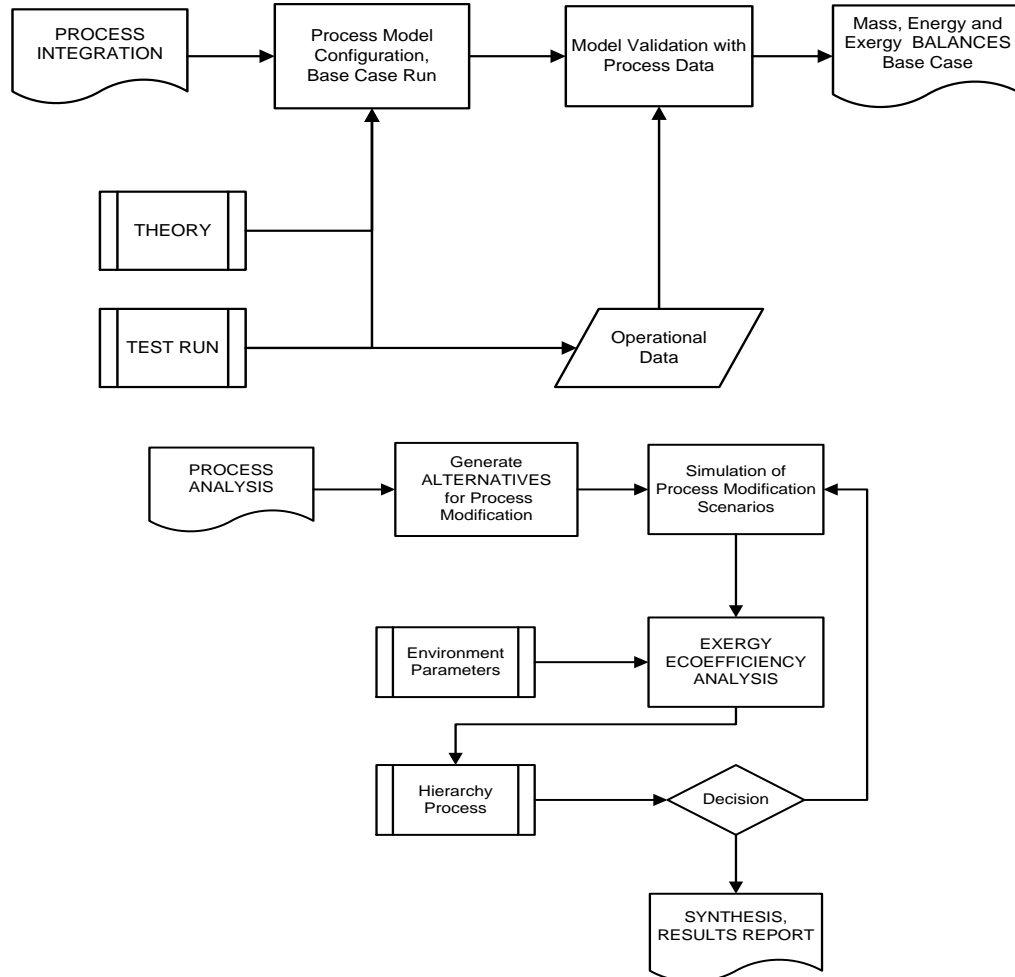 PROCESS
INTEGRATION
Process Model
Configuration,
Base Case Run
Model Validation with
Process Data
Mass, Energy and
Exergy BALANCES
Base Case
THEORY
TEST RUN
Operational
Data
PROCESS
ANALYSIS
Generate
ALTERNATIVES
for Process
Modification
Simulation of
Process Modification
Scenarios
Environment
Parameters
EXERGY
ECOEFFICIENCY
ANALYSIS
Hierarchy
Process
Decision
SYNTHESIS,
RESULTS REPORT